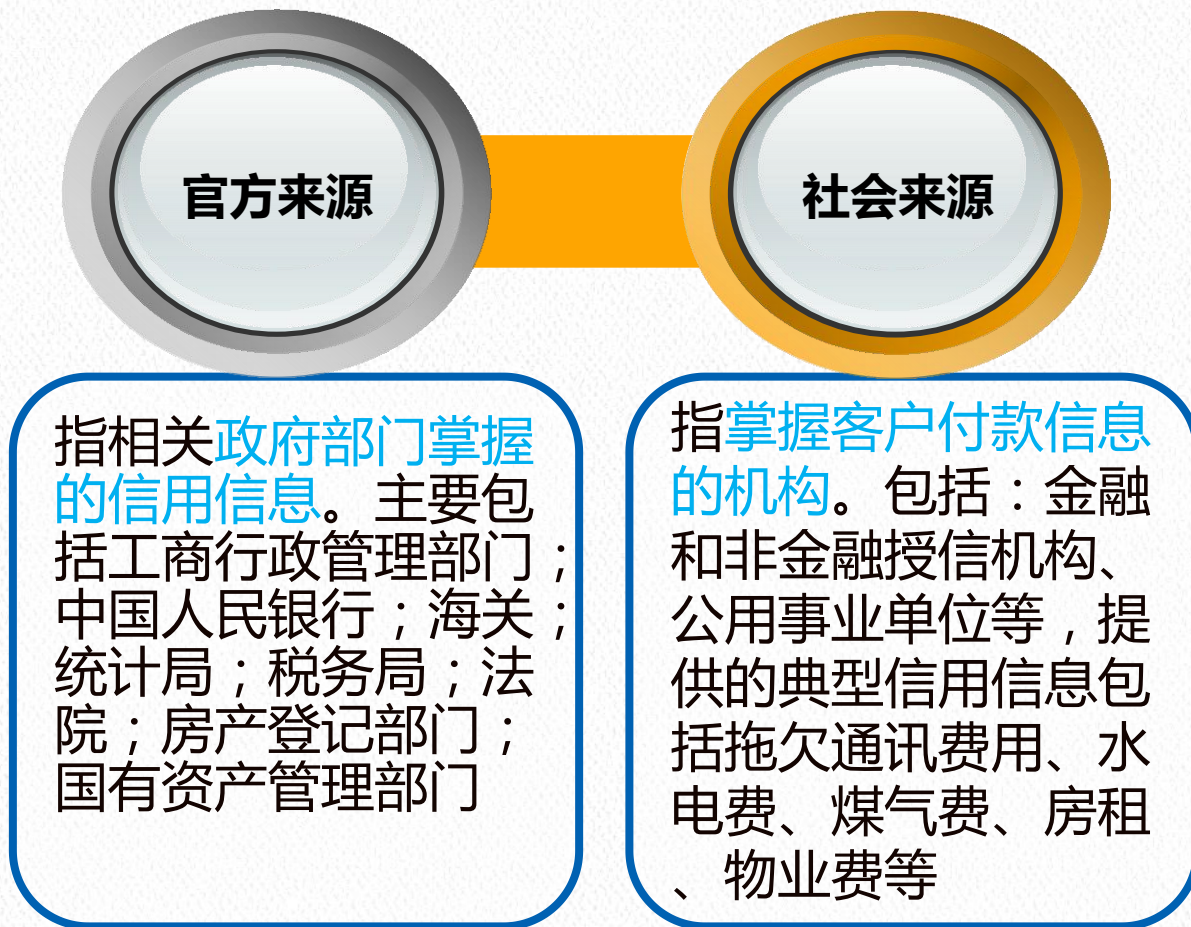 官方来源
社会来源
指相关政府部门掌握
的信用信息。主要包
括工商行政管理部门；
中国人民银行；海关；
统计局；税务局；法
院；房产登记部门；
国有资产管理部门
指掌握客户付款信息
的机构。包括：金融
和非金融授信机构、
公用事业单位等，提
供的典型信用信息包
括拖欠通讯费用、水
电费、煤气费、房租
、物业费等